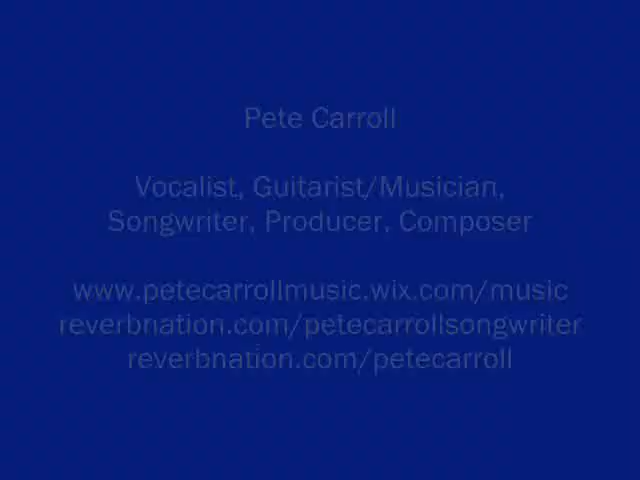 Pete Carroll
Vocalist, Guitarist/Musician,
Songwriter, Producer, Composer
www.petecarrollmusic.wix.com/music
reverbnation.com/petecarrollsongwriter
reverbnation.com/petecarroll